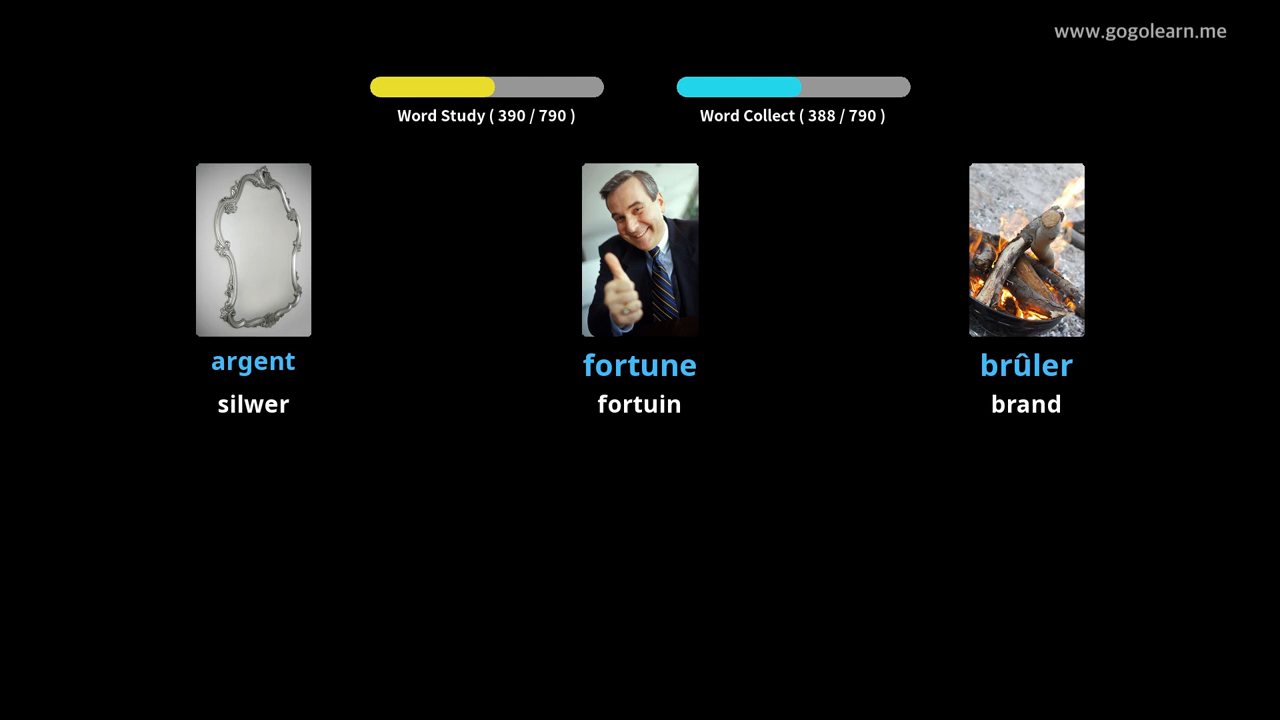 www.gogolearn.me
Word Study ( 390 / 790 )
Word Collect ( 388 / 790 )
argent
silwer
fortune
fortuin
brûler
brand